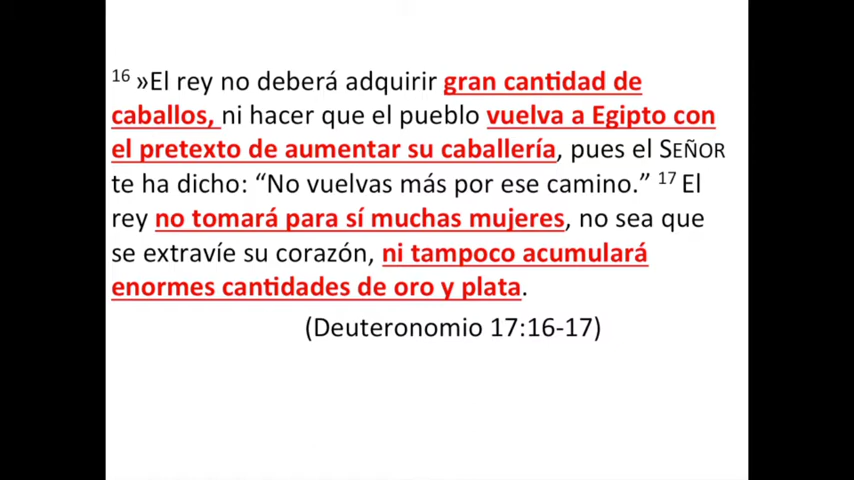 16 »El rey no deberá adquirir gran cantidad de
caballos, ni hacer que el pueblo vuelva a Egipto con
el pretexto de aumentar su caballería, pues el SEÑOR
te ha dicho: “No vuelvas más por ese camino.” 17 El
rey no tomará para sí muchas mujeres, no sea que
se extravíe su corazón, ni tampoco acumulará
enormes cantidades de oro y plata.
(Deuteronomio 17:16-17)